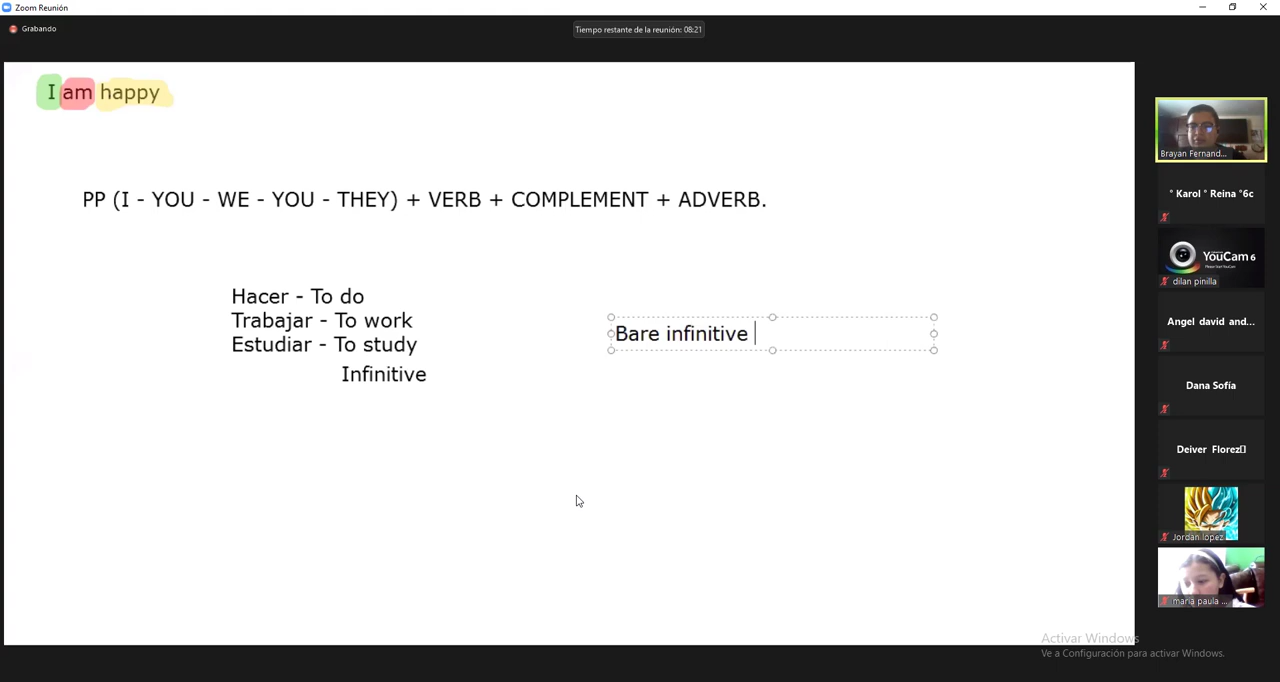 Zoom Reunión
Grabando
Tiempo restante de la reunión: 08:21
I am happy
PP (I - YOU - WE - YOU - THEY) + VERB + COMPLEMENT + ADVERB.
Hacer - To do
Trabajar - To work
Estudiar - To study
Infinitive
Bare infinitive
Brayan Fernand...
° Karol ° Reina °6c
YouCam 6
dilan pinilla
Angel david and...
Dana Sofía
Deiver Florez▯
Jordan lopez
maria paula ...
Activar Windows
Ve a Configuración para activar Windows.